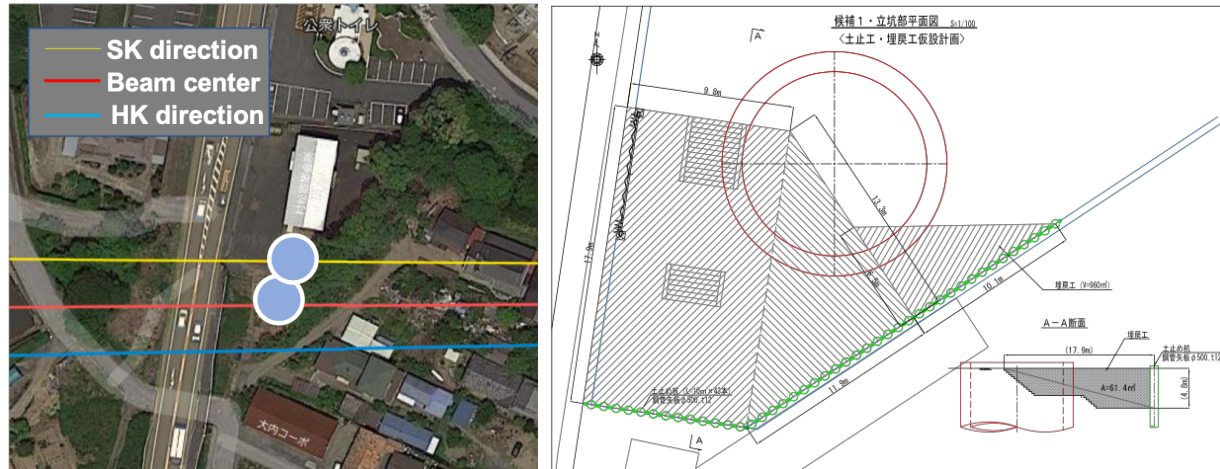 公衆トイレ
SK direction
Beam center
HK direction
大内コーポ
候補1・立坑部平面図 S=1/100
〈土止工・埋戻工仮設計画〉
A
9.8m
17.9m
13.3m
10.1m
埋戻工 (V=960㎥)
11.9m
土止め杭 (L=10m×42本)
鋼管矢板φ500,t12
A
A－A断面
埋戻工
(17.9m)
土止め杭
鋼管矢板φ500,t12
A=61.4㎡
(4.8m)